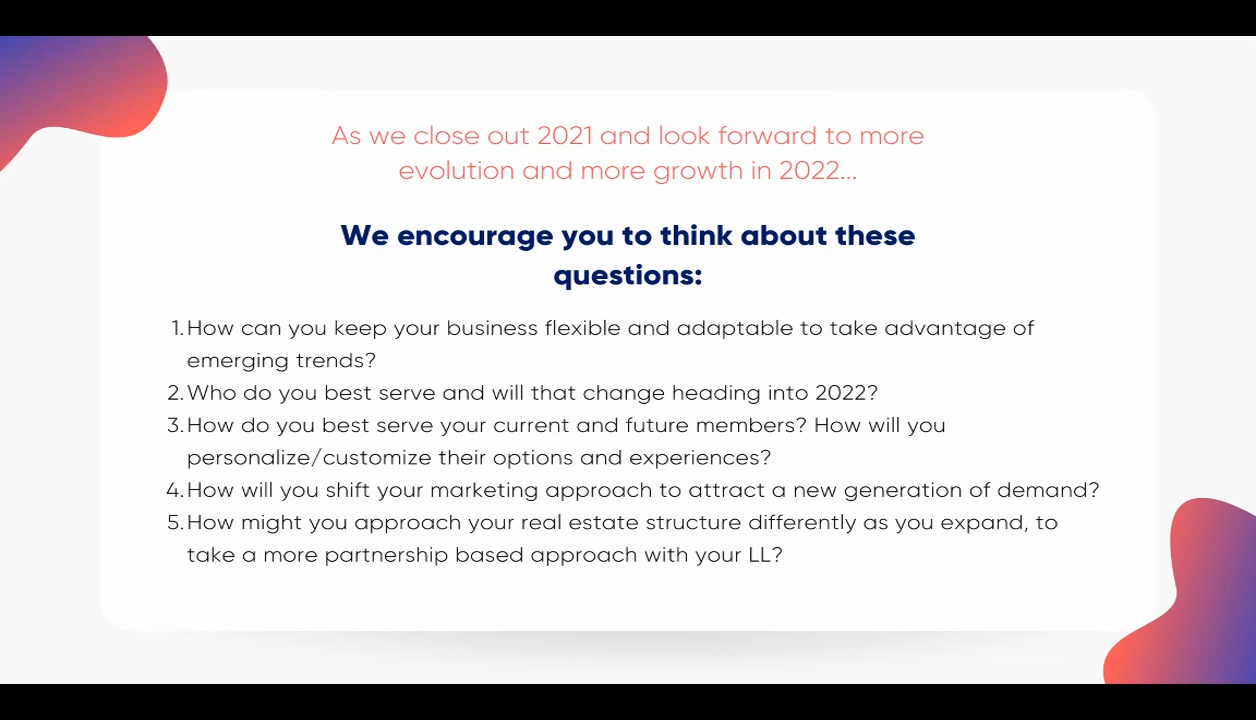 As we close out 2021 and look forward to more
evolution and more growth in 2022...
We encourage you to think about these
questions:
1. How can you keep your business flexible and adaptable to take advantage of
emerging trends?
2. Who do you best serve and will that change heading into 2022?
3. How do you best serve your current and future members? How will you
personalize/customize their options and experiences?
4. How will you shift your marketing approach to attract a new generation of demand?
5. How might you approach your real estate structure differently as you expand, to
take a more partnership based approach with your LL?